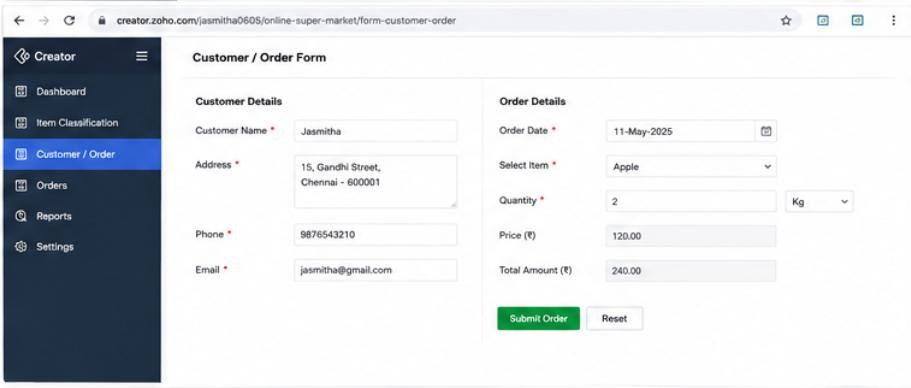 creator.zoho.com/jasmitha0605/online-super-market/form-customer-order
Creator
Dashboard
Item Classification
Customer / Order
Orders
Reports
Settings
Customer / Order Form
Customer Details
Customer Name * Jasmitha
Address * 15, Gandhi Street,
Chennai - 600001
Phone * 9876543210
Email * jasmitha@gmail.com
Order Details
Order Date * 11-May-2025
Select Item * Apple
Quantity * 2 Kg
Price (₹) 120.00
Total Amount (₹) 240.00
Submit Order Reset